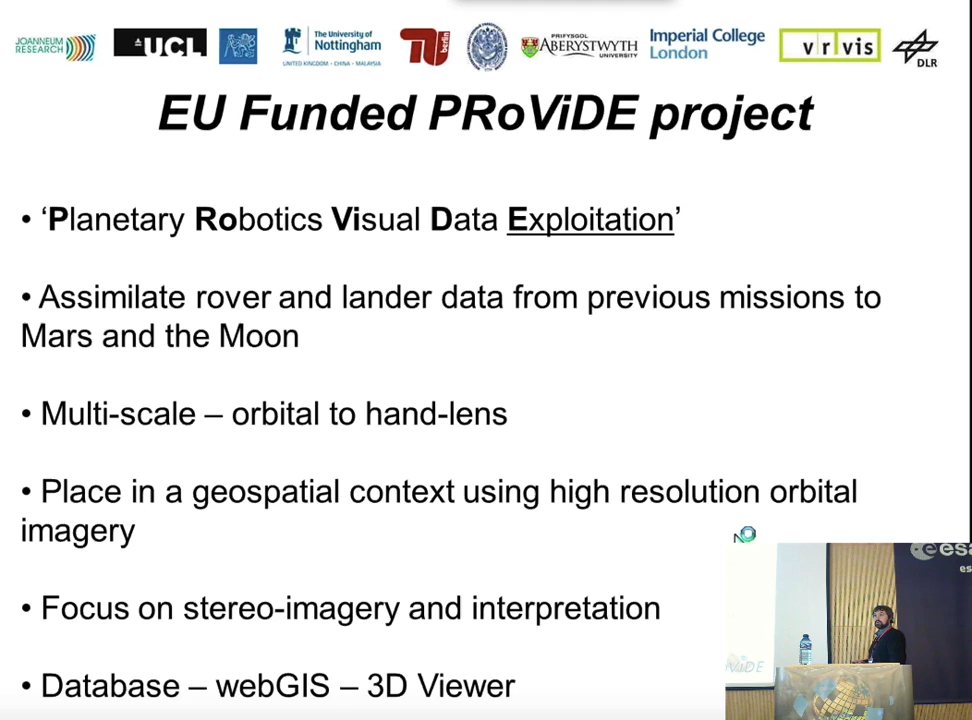 JOANNEUM
RESEARCH
UCL
The University of
Nottingham
UNITED KINGDOM · CHINA · MALAYSIA
berlin
PRIFYSGOL
ABERYSTWYTH
UNIVERSITY
Imperial College
London
vrvis
DLR
EU Funded PRoViDE project
• ‘Planetary Robotics Visual Data Exploitation’
• Assimilate rover and lander data from previous missions to
Mars and the Moon
• Multi-scale – orbital to hand-lens
• Place in a geospatial context using high resolution orbital
imagery
• Focus on stereo-imagery and interpretation
• Database – webGIS – 3D Viewer
esa
es